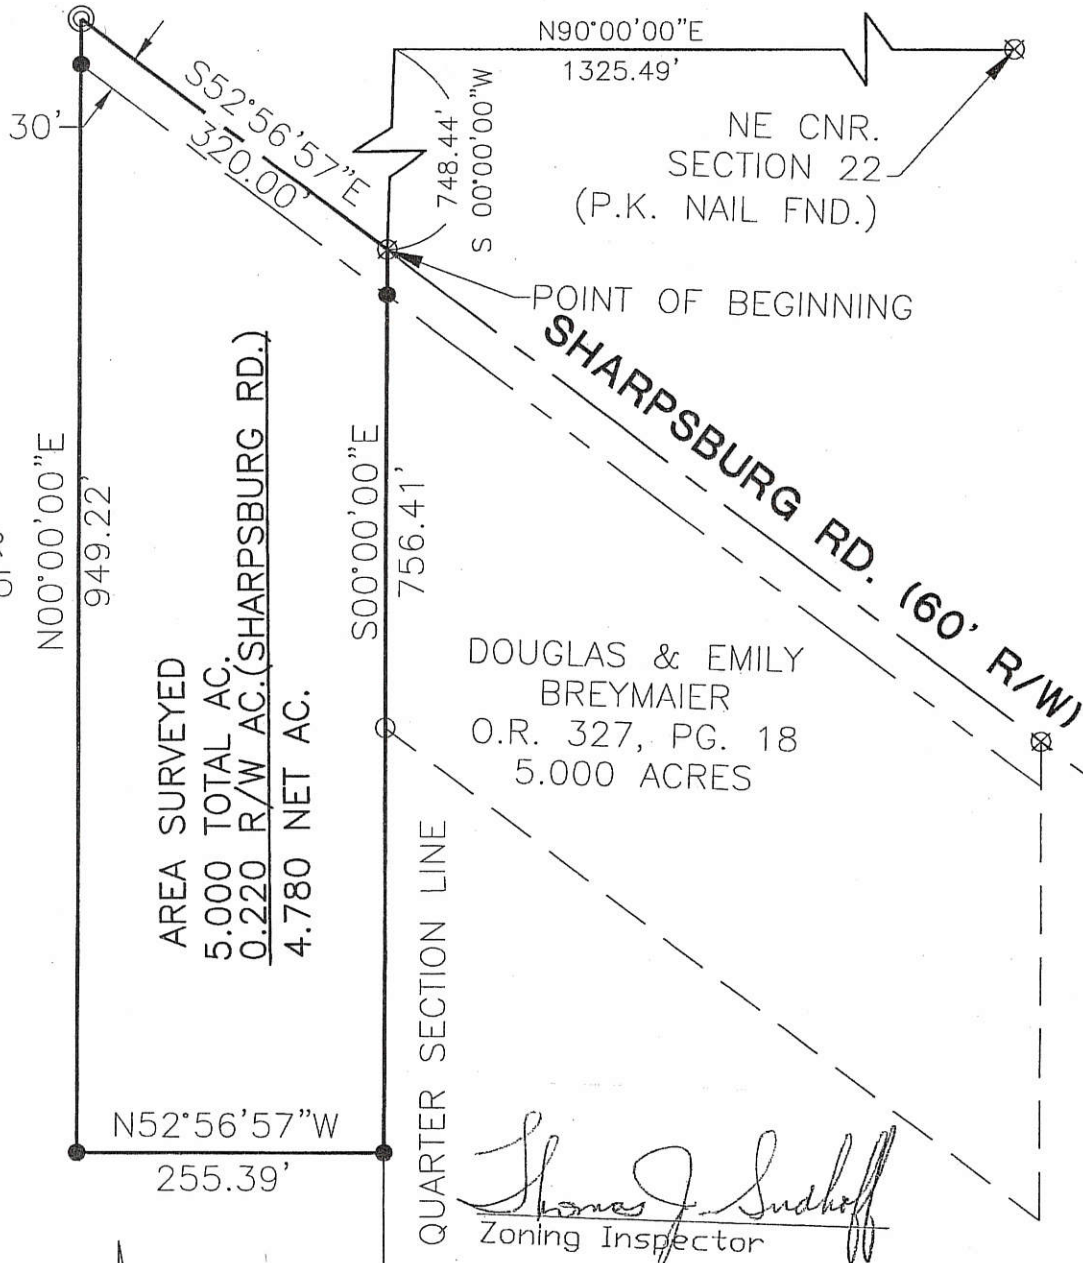 N90°00'00"E
1325.49'
S52°56'57"E
320.00'
30'
748.44'
S 00°00'00"W
NE CNR.
SECTION 22
(P.K. NAIL FND.)
POINT OF BEGINNING
SHARPSBURG RD. (60' R/W)
N00°00'00"E
949.22'
AREA SURVEYED
5.000 TOTAL AC.
0.220 R/W AC.(SHARPSBURG RD.)
4.780 NET AC.
S00°00'00"E
756.41'
DOUGLAS & EMILY
BREYMAIER
O.R. 327, PG. 18
5.000 ACRES
QUARTER SECTION LINE
N52°56'57"W
255.39'
Thomas J. Sudhoff
Zoning Inspector